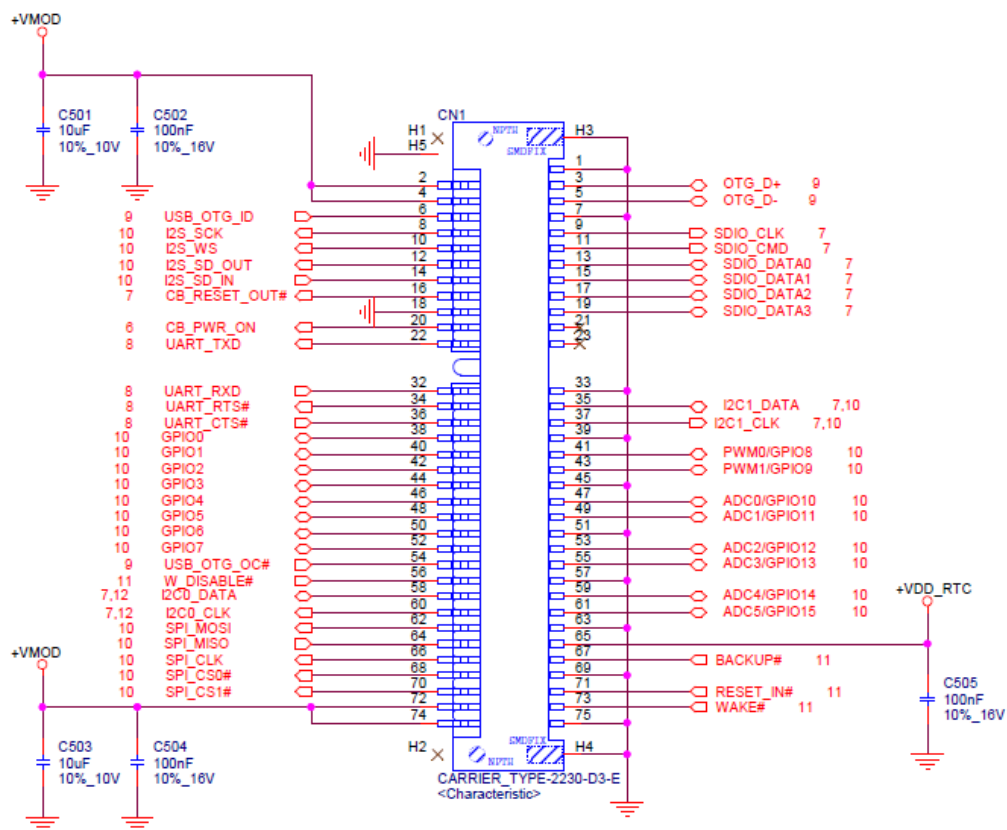 +VMOD
C501
10uF
10%_10V
C502
100nF
10%_16V
CN1
H1
H5
NPTH
SMDFIX
H3
1
2
3 OTG_D+ 9
4
5 OTG_D- 9
9 USB_OTG_ID 6
7
10 I2S_SCK 8
9 SDIO_CLK 7
10 I2S_WS 10
11 SDIO_CMD 7
10 I2S_SD_OUT 12
13 SDIO_DATA0 7
10 I2S_SD_IN 14
15 SDIO_DATA1 7
7 CB_RESET_OUT# 16
17 SDIO_DATA2 7
18
19 SDIO_DATA3 7
6 CB_PWR_ON 20
21
8 UART_TXD 22
23
8 UART_RXD 32
33
8 UART_RTS# 34
35 I2C1_DATA 7,10
8 UART_CTS# 36
37 I2C1_CLK 7,10
10 GPIO0 38
39
10 GPIO1 40
41 PWM0/GPIO8 10
10 GPIO2 42
43 PWM1/GPIO9 10
10 GPIO3 44
45
10 GPIO4 46
47 ADC0/GPIO10 10
10 GPIO5 48
49 ADC1/GPIO11 10
10 GPIO6 50
51
10 GPIO7 52
53 ADC2/GPIO12 10
9 USB_OTG_OC# 54
55 ADC3/GPIO13 10
11 W_DISABLE# 56
57
7,12 I2C0_DATA 58
59 ADC4/GPIO14 10
7,12 I2C0_CLK 60
61 ADC5/GPIO15 10
10 SPI_MOSI 62
63
10 SPI_MISO 64
65
+VDD_RTC
10 SPI_CLK 66
67 BACKUP# 11
10 SPI_CS0# 68
69
10 SPI_CS1# 70
71 RESET_IN# 11
72
73 WAKE# 11
74
75
C505
100nF
10%_16V
+VMOD
C503
10uF
10%_10V
C504
100nF
10%_16V
H2
NPTH
SMDFIX
H4
CARRIER_TYPE-2230-D3-E
<Characteristic>